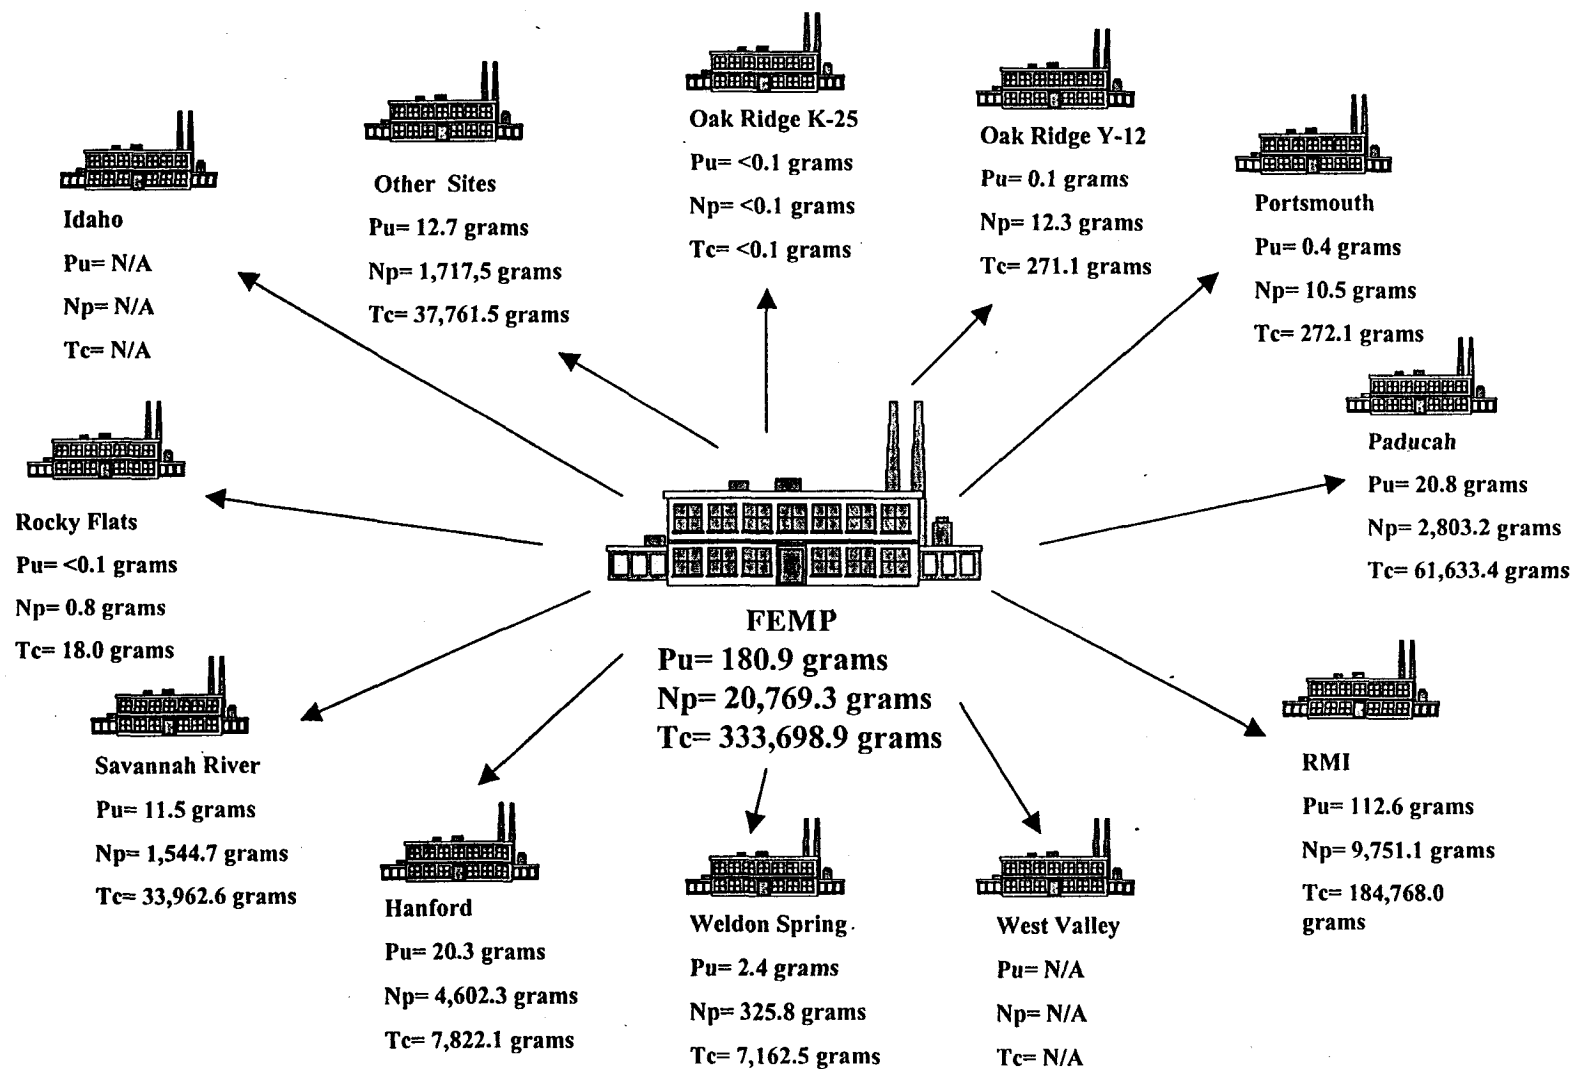 Oak Ridge K-25
Pu= <0.1 grams
Np= <0.1 grams
Tc= <0.1 grams
Oak Ridge Y-12
Pu= 0.1 grams
Np= 12.3 grams
Tc= 271.1 grams
Other Sites
Pu= 12.7 grams
Np= 1,717,5 grams
Tc= 37,761.5 grams
Portsmouth
Pu= 0.4 grams
Np= 10.5 grams
Tc= 272.1 grams
Idaho
Pu= N/A
Np= N/A
Tc= N/A
Paducah
Pu= 20.8 grams
Np= 2,803.2 grams
Tc= 61,633.4 grams
Rocky Flats
Pu= <0.1 grams
Np= 0.8 grams
Tc= 18.0 grams
FEMP
Pu= 180.9 grams
Np= 20,769.3 grams
Tc= 333,698.9 grams
Savannah River
Pu= 11.5 grams
Np= 1,544.7 grams
Tc= 33,962.6 grams
RMI
Pu= 112.6 grams
Np= 9,751.1 grams
Tc= 184,768.0
grams
Hanford
Pu= 20.3 grams
Np= 4,602.3 grams
Tc= 7,822.1 grams
Weldon Spring
Pu= 2.4 grams
Np= 325.8 grams
Tc= 7,162.5 grams
West Valley
Pu= N/A
Np= N/A
Tc= N/A